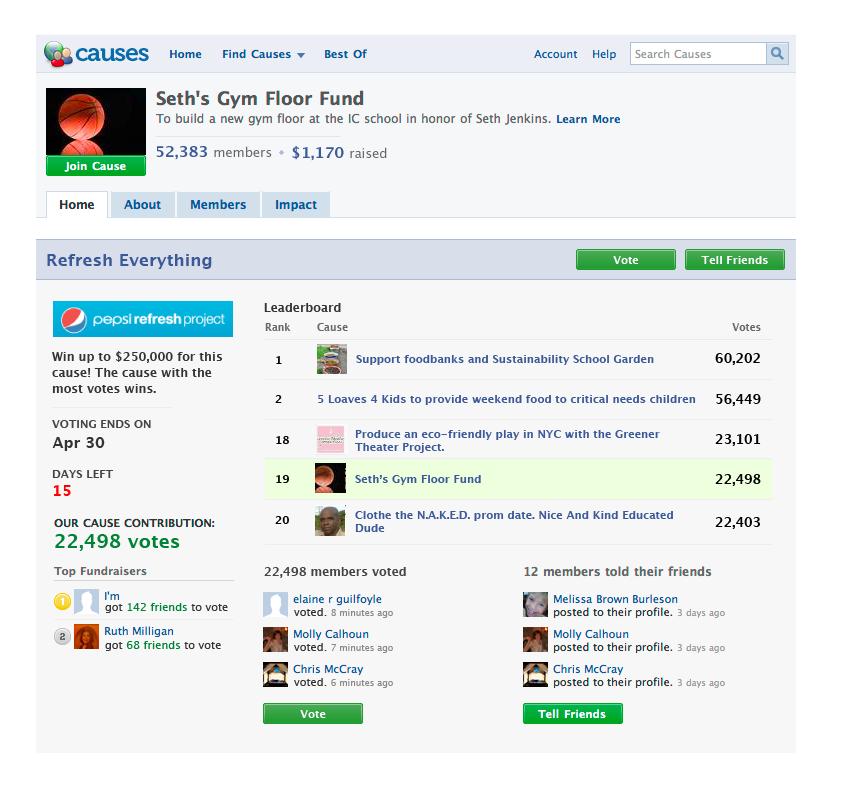 causes Home Find Causes Best Of Account Help Search Causes
Seth's Gym Floor Fund
To build a new gym floor at the IC school in honor of Seth Jenkins. Learn More
52,383 members • $1,170 raised
Join Cause
Home About Members Impact
Refresh Everything Vote Tell Friends
pepsi refresh project
Win up to $250,000 for this
cause! The cause with the
most votes wins.
VOTING ENDS ON
Apr 30
DAYS LEFT
15
OUR CAUSE CONTRIBUTION:
22,498 votes
Top Fundraisers
1 I'm
got 142 friends to vote
2 Ruth Milligan
got 68 friends to vote
Leaderboard
Rank Cause Votes
1 Support foodbanks and Sustainability School Garden 60,202
2 5 Loaves 4 Kids to provide weekend food to critical needs children 56,449
18 Produce an eco-friendly play in NYC with the Greener
Theater Project. 23,101
19 Seth's Gym Floor Fund 22,498
20 Clothe the N.A.K.E.D. prom date. Nice And Kind Educated
Dude 22,403
22,498 members voted
elaine r guilfoyle
voted. 8 minutes ago
Molly Calhoun
voted. 7 minutes ago
Chris McCray
voted. 6 minutes ago
Vote
12 members told their friends
Melissa Brown Burleson
posted to their profile. 3 days ago
Molly Calhoun
posted to their profile. 3 days ago
Chris McCray
posted to their profile. 3 days ago
Tell Friends